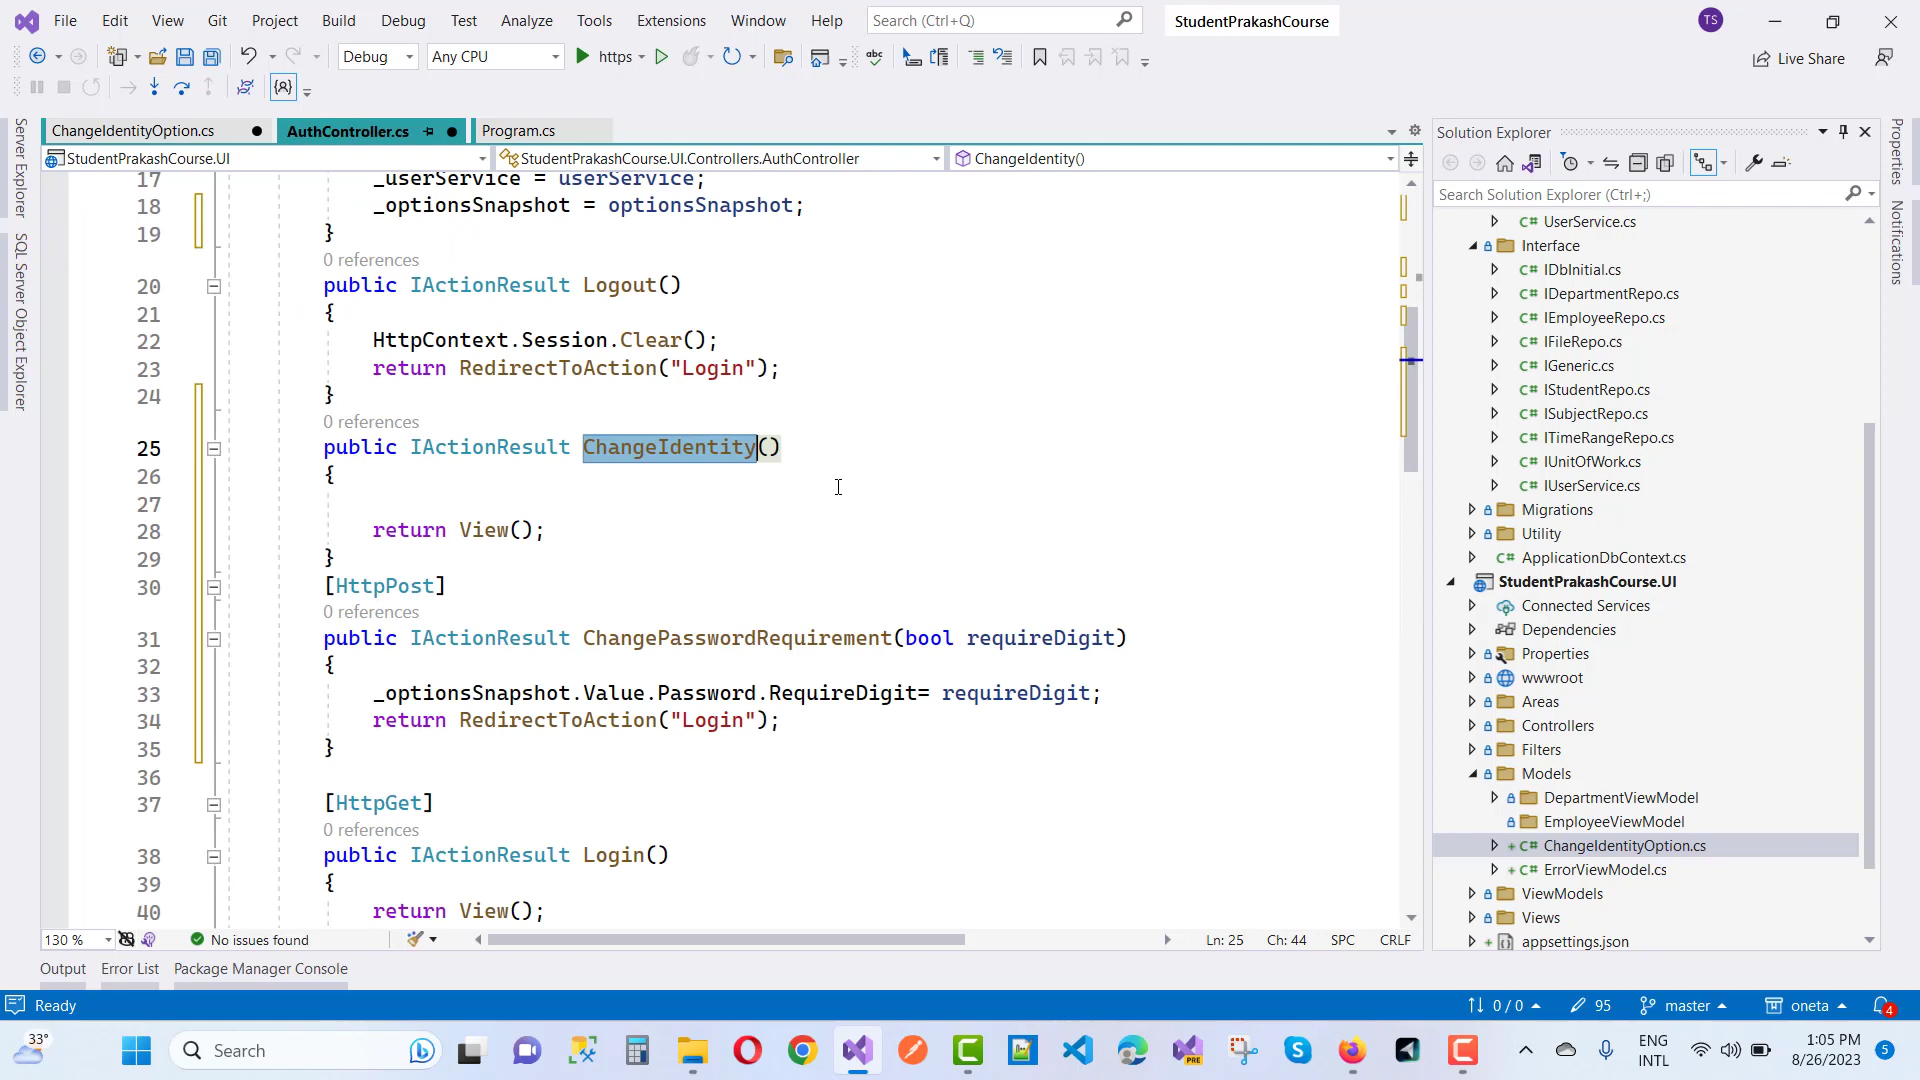 File Edit View Git Project Build Debug Test Analyze Tools Extensions Window Help Search (Ctrl+Q) StudentPrakashCourse TS
Debug Any CPU https abc Live Share
ChangeIdentityOption.cs AuthController.cs Program.cs
StudentPrakashCourse.UI StudentPrakashCourse.UI.Controllers.AuthController ChangeIdentity()
Server Explorer
SQL Server Object Explorer
17 _userService = userService;
18 _optionsSnapshot = optionsSnapshot;
19 }
0 references
20 public IActionResult Logout()
21 {
22 HttpContext.Session.Clear();
23 return RedirectToAction("Login");
24 }
0 references
25 public IActionResult ChangeIdentity()
26 {
27
28 return View();
29 }
30 [HttpPost]
0 references
31 public IActionResult ChangePasswordRequirement(bool requireDigit)
32 {
33 _optionsSnapshot.Value.Password.RequireDigit= requireDigit;
34 return RedirectToAction("Login");
35 }
36
37 [HttpGet]
0 references
38 public IActionResult Login()
39 {
40 return View();
130 % No issues found Ln: 25 Ch: 44 SPC CRLF
Solution Explorer
Search Solution Explorer (Ctrl+;)
C# UserService.cs
Interface
C# IDbInitial.cs
C# IDepartmentRepo.cs
C# IEmployeeRepo.cs
C# IFileRepo.cs
C# IGeneric.cs
C# IStudentRepo.cs
C# ISubjectRepo.cs
C# ITimeRangeRepo.cs
C# IUnitOfWork.cs
C# IUserService.cs
Migrations
Utility
C# ApplicationDbContext.cs
StudentPrakashCourse.UI
Connected Services
Dependencies
Properties
wwwroot
Areas
Controllers
Filters
Models
DepartmentViewModel
EmployeeViewModel
+ C# ChangeIdentityOption.cs
+ C# ErrorViewModel.cs
ViewModels
Views
+ appsettings.json
Properties
Notifications
Output Error List Package Manager Console
Ready 0 / 0 95 master oneta 4
33° Search PRE ENG INTL 1:05 PM 8/26/2023 5